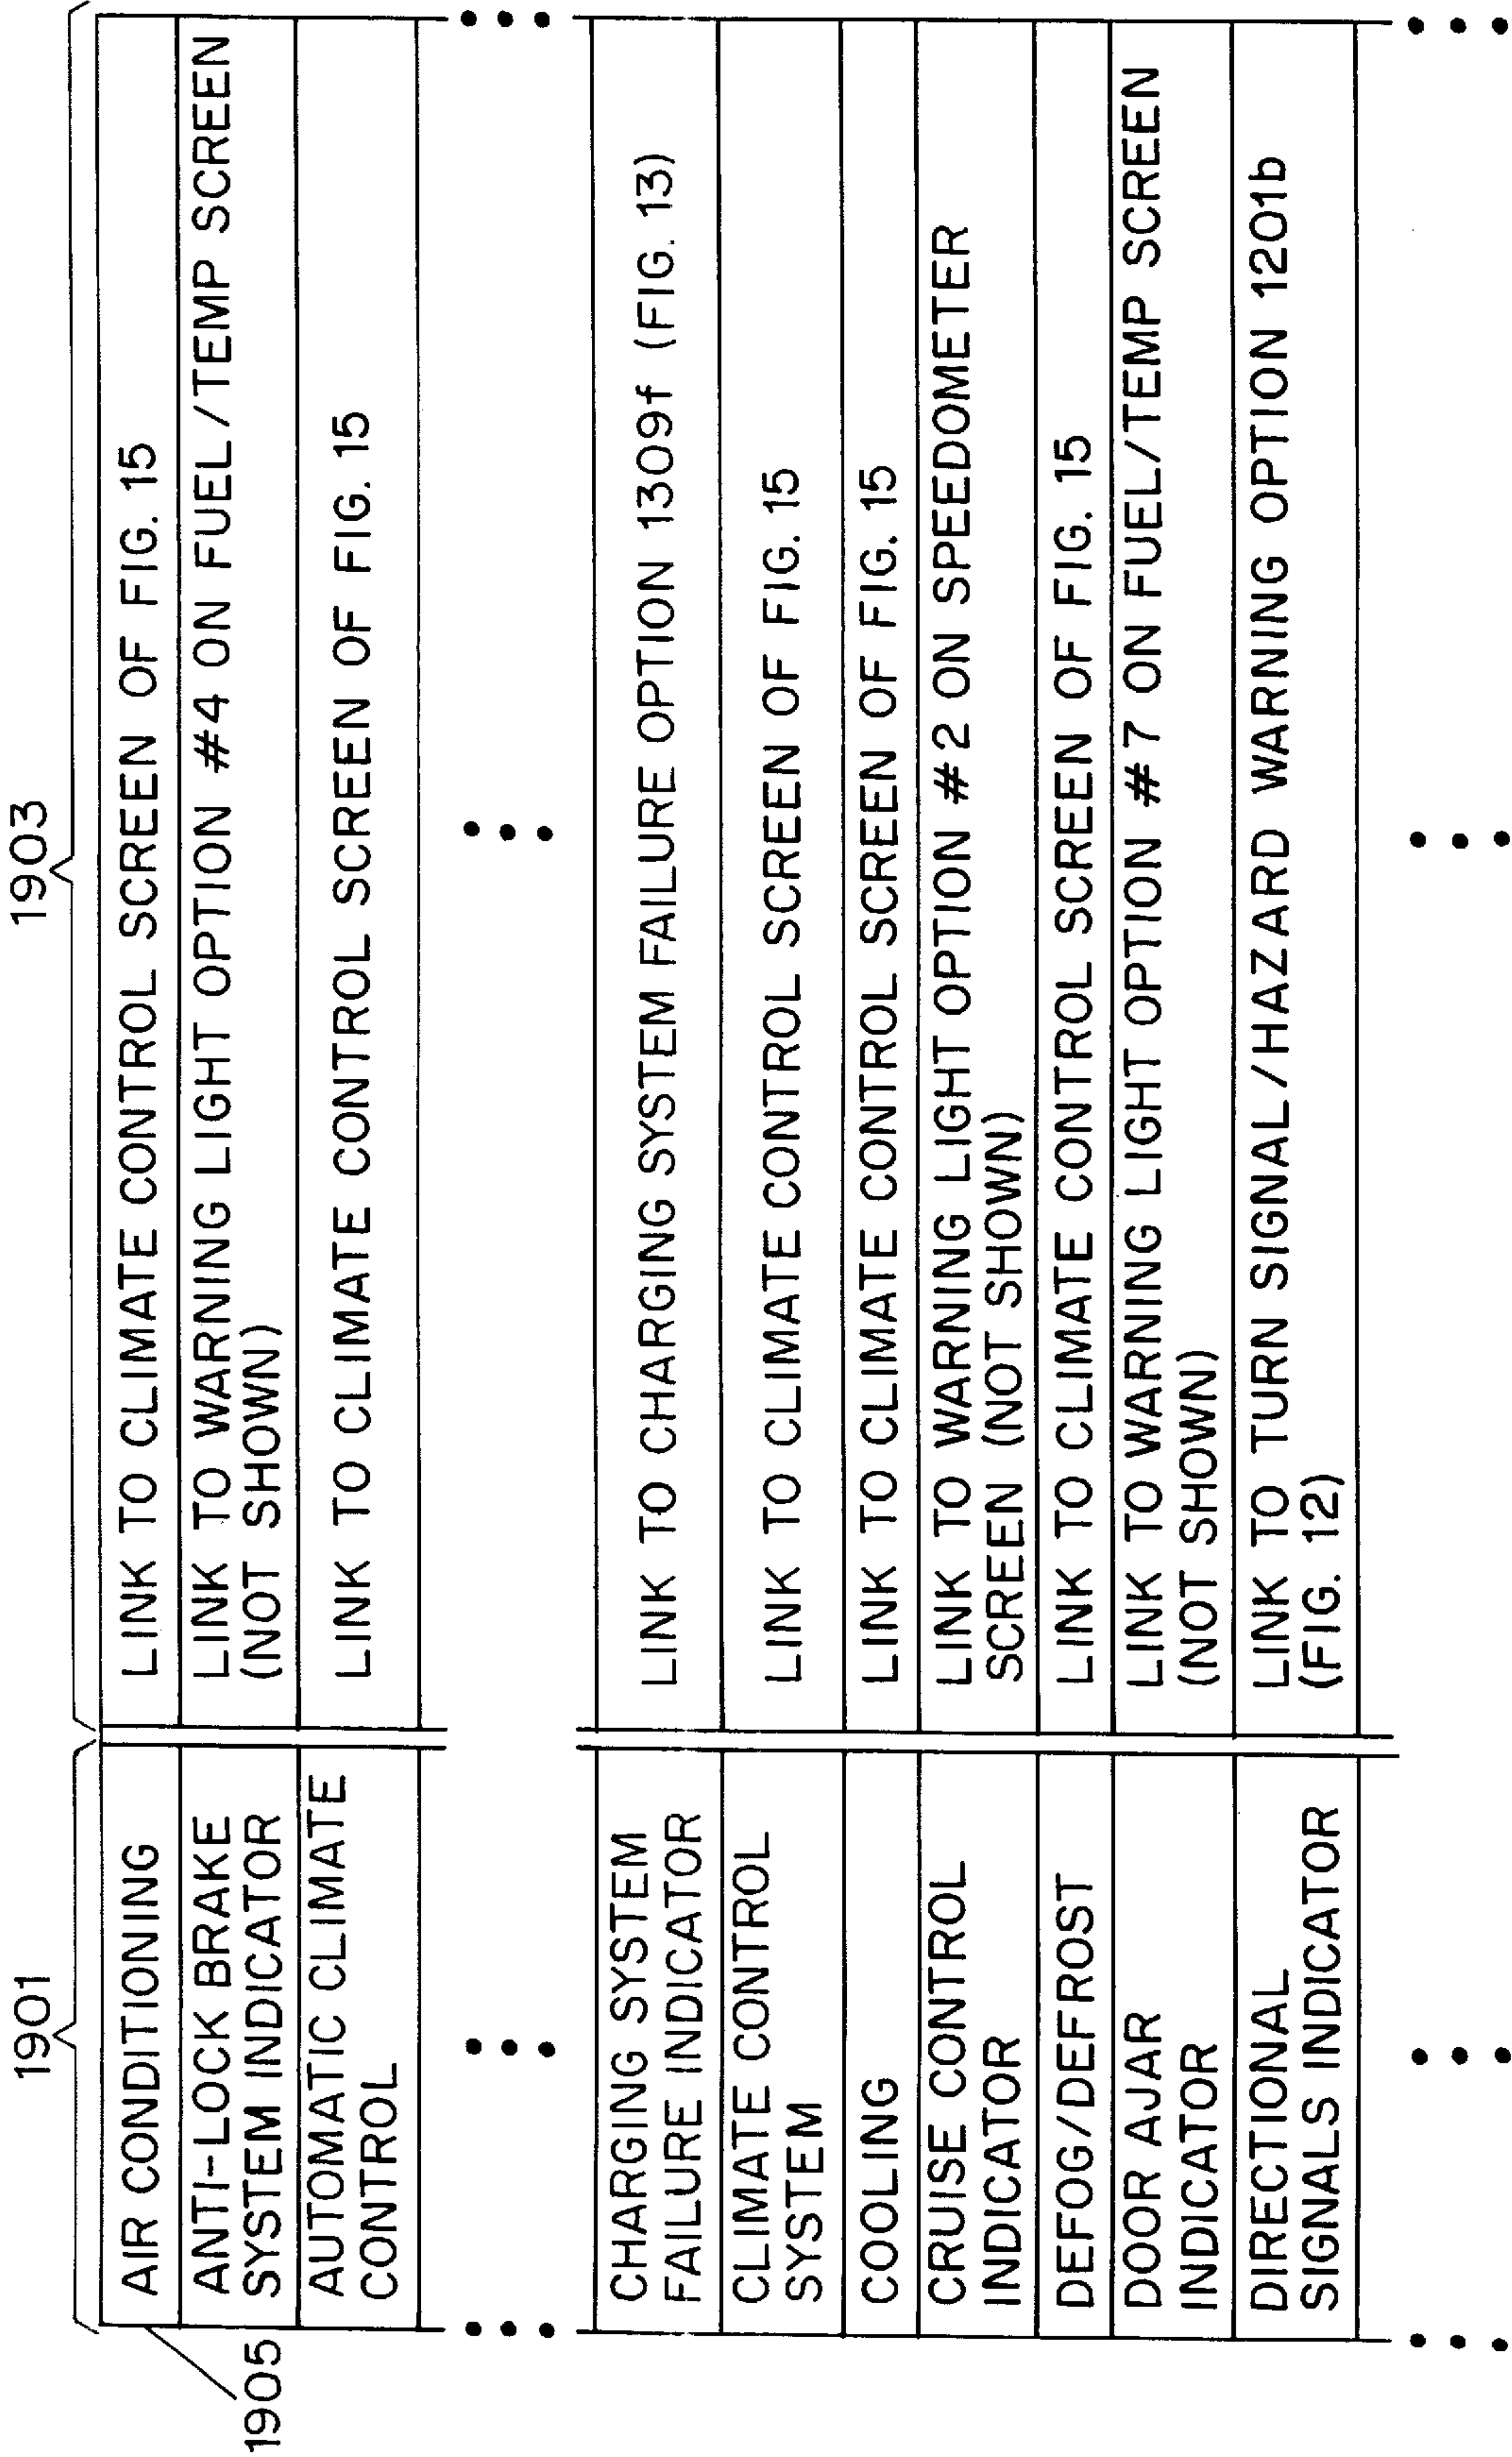 1901
1903
1905
AIR CONDITIONING
LINK TO CLIMATE CONTROL SCREEN OF FIG. 15
ANTI-LOCK BRAKE
SYSTEM INDICATOR
LINK TO WARNING LIGHT OPTION #4 ON FUEL/TEMP SCREEN
(NOT SHOWN)
AUTOMATIC CLIMATE
CONTROL
LINK TO CLIMATE CONTROL SCREEN OF FIG. 15
CHARGING SYSTEM
FAILURE INDICATOR
LINK TO CHARGING SYSTEM FAILURE OPTION 1309f (FIG. 13)
CLIMATE CONTROL
SYSTEM
LINK TO CLIMATE CONTROL SCREEN OF FIG. 15
COOLING
LINK TO CLIMATE CONTROL SCREEN OF FIG. 15
CRUISE CONTROL
INDICATOR
LINK TO WARNING LIGHT OPTION #2 ON SPEEDOMETER
SCREEN (NOT SHOWN)
DEFOG/DEFROST
LINK TO CLIMATE CONTROL SCREEN OF FIG. 15
DOOR AJAR
INDICATOR
LINK TO WARNING LIGHT OPTION #7 ON FUEL/TEMP SCREEN
(NOT SHOWN)
DIRECTIONAL
SIGNALS INDICATOR
LINK TO TURN SIGNAL/HAZARD WARNING OPTION 1201b
(FIG. 12)